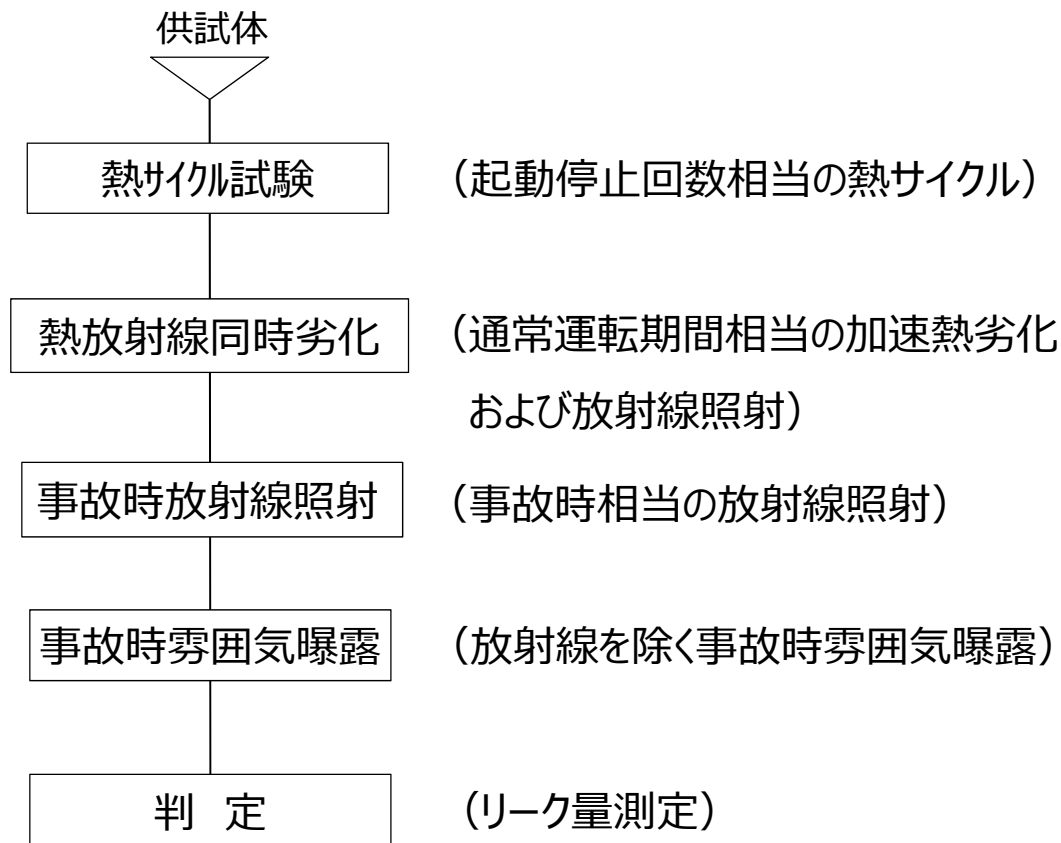 供試体
熱サイクル試験 (起動停止回数相当の熱サイクル)
熱放射線同時劣化 (通常運転期間相当の加速熱劣化
および放射線照射)
事故時放射線照射 (事故時相当の放射線照射)
事故時雰囲気曝露 (放射線を除く事故時雰囲気曝露)
判 定 (リーク量測定)